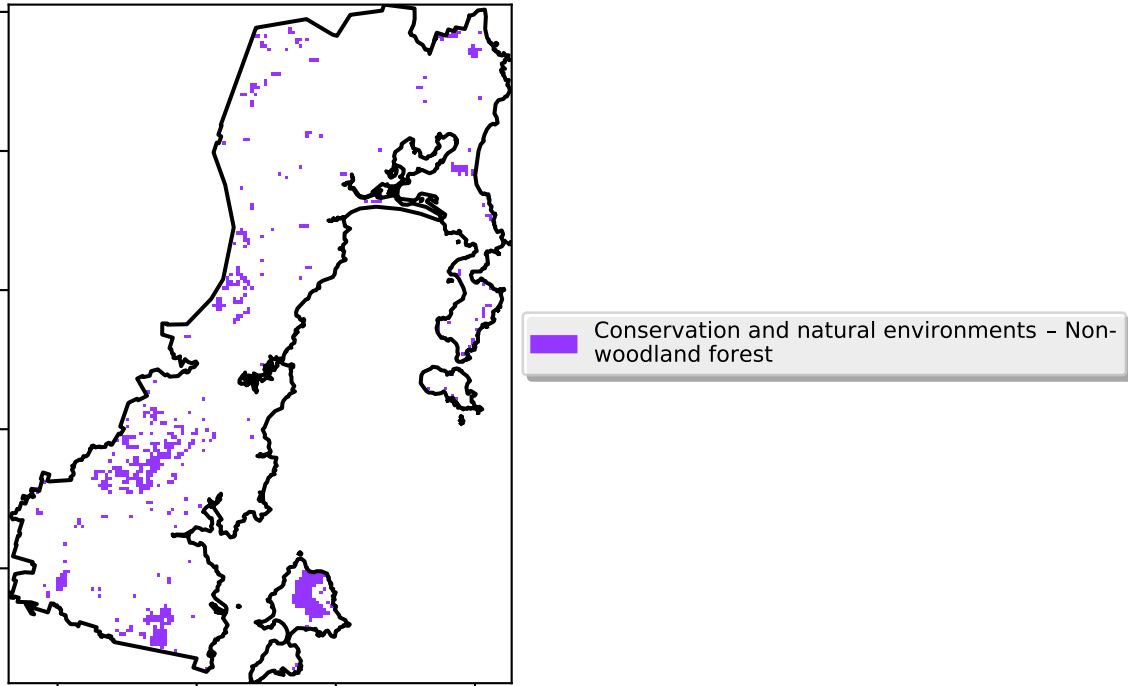 Conservation and natural environments – Non-
woodland forest